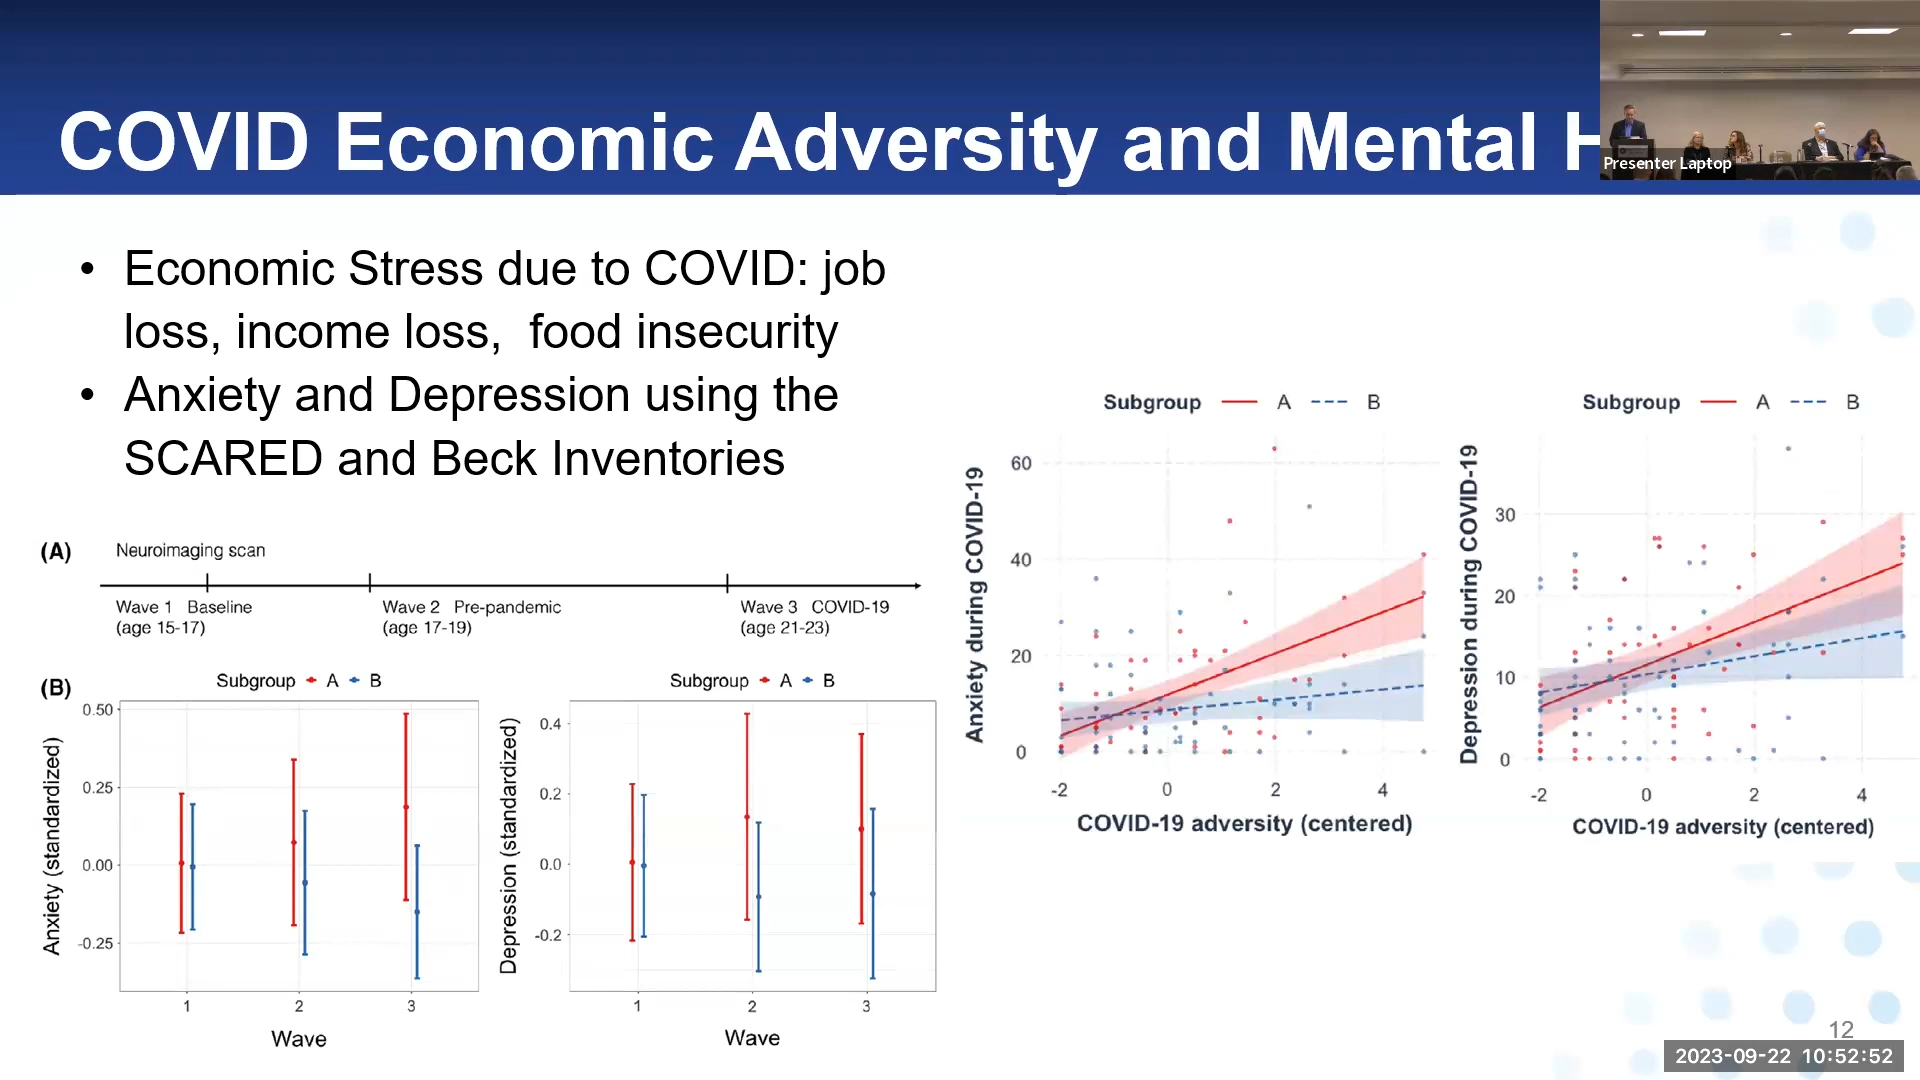 COVID Economic Adversity and Mental H
Presenter Laptop
• Economic Stress due to COVID: job
loss, income loss, food insecurity
• Anxiety and Depression using the
SCARED and Beck Inventories
(A)
Neuroimaging scan
Wave 1 Baseline
(age 15-17)
Wave 2 Pre-pandemic
(age 17-19)
Wave 3 COVID-19
(age 21-23)
(B)
Subgroup A B
Anxiety (standardized)
0.50
0.25
0.00
-0.25
1 2 3
Wave
Subgroup A B
Depression (standardized)
0.4
0.2
0.0
-0.2
1 2 3
Wave
Subgroup A B
Anxiety during COVID-19
60
40
20
0
-2 0 2 4
COVID-19 adversity (centered)
Subgroup A B
Depression during COVID-19
30
20
10
0
-2 0 2 4
COVID-19 adversity (centered)
12
2023-09-22 10:52:52